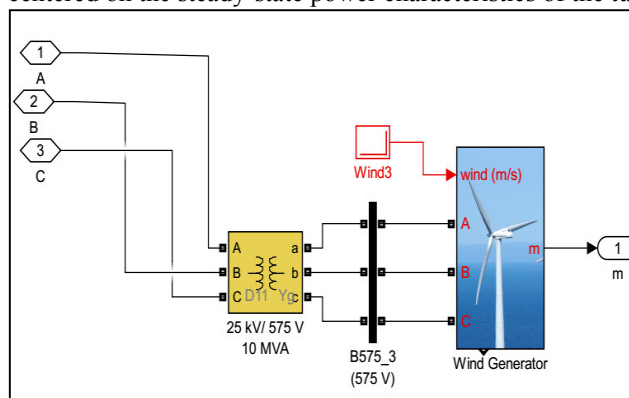 1
A
2
B
3
C
Wind3
wind (m/s)
A
B
C
m
1
m
A
B
C
a
b
c
D11 Yg
25 kV/ 575 V
10 MVA
B575_3
(575 V)
Wind Generator